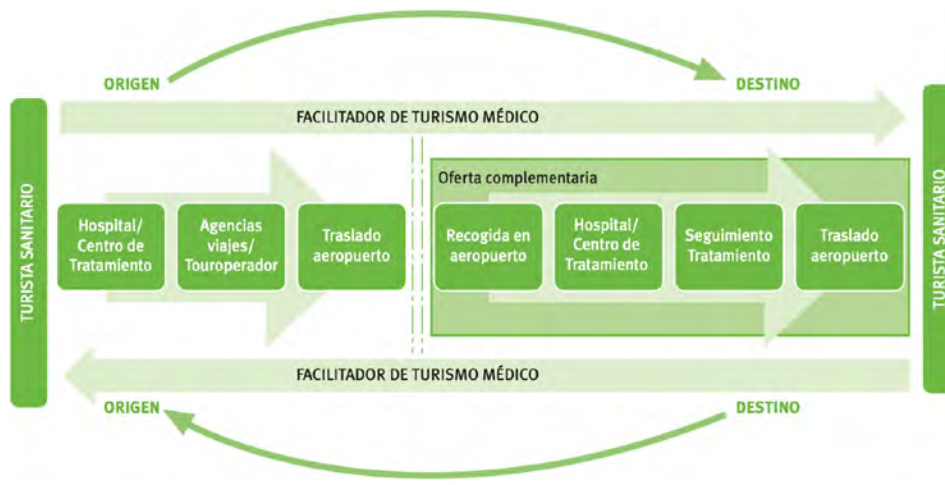 ORIGEN
DESTINO
FACILITADOR DE TURISMO MÉDICO
TURISTA SANITARIO
Hospital/
Centro de
Tratamiento
Agencias
viajes/
Touroperador
Traslado
aeropuerto
Oferta complementaria
Recogida en
aeropuerto
Hospital/
Centro de
Tratamiento
Seguimiento
Tratamiento
Traslado
aeropuerto
TURISTA SANITARIO
FACILITADOR DE TURISMO MÉDICO
ORIGEN
DESTINO